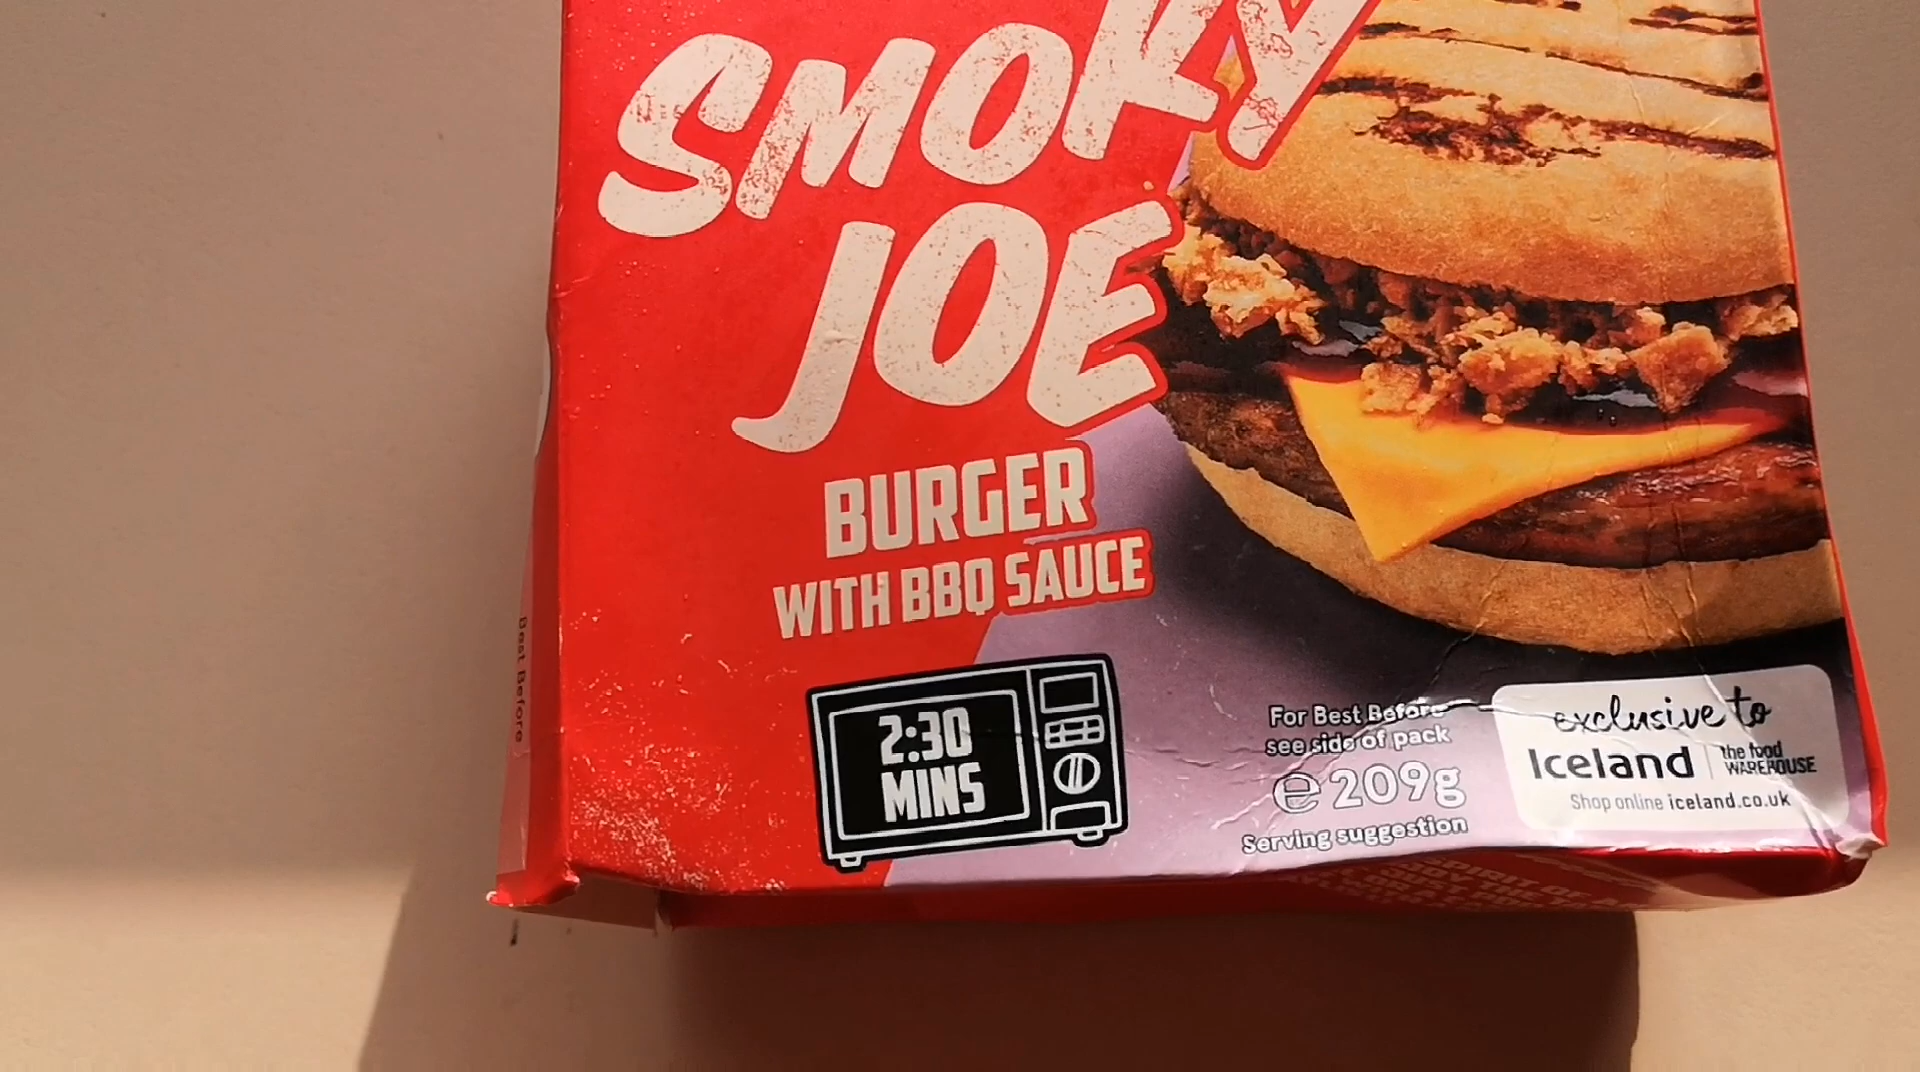 SMOKY
JOE
BURGER
WITH BBQ SAUCE
2:30
MINS
For Best Before
see side of pack
e 209g
Serving suggestion
exclusive to
Iceland
the food
WAREHOUSE
Shop online iceland.co.uk
Best Before